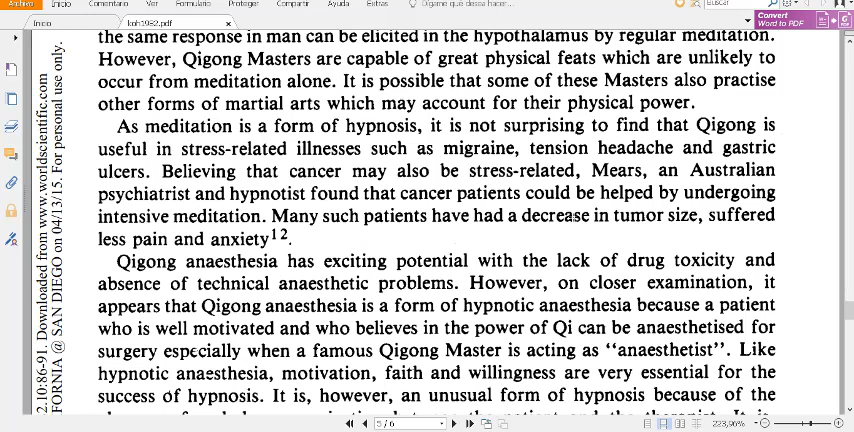 Archivo Inicio Comentario Ver Formulario Proteger Compartir Ayuda Extras Dígame qué desea hacer... Buscar
Inicio koh1982.pdf
Convert
Word to PDF
the same response in man can be elicited in the hypothalamus by regular meditation.
However, Qigong Masters are capable of great physical feats which are unlikely to
occur from meditation alone. It is possible that some of these Masters also practise
other forms of martial arts which may account for their physical power.
As meditation is a form of hypnosis, it is not surprising to find that Qigong is
useful in stress-related illnesses such as migraine, tension headache and gastric
ulcers. Believing that cancer may also be stress-related, Mears, an Australian
psychiatrist and hypnotist found that cancer patients could be helped by undergoing
intensive meditation. Many such patients have had a decrease in tumor size, suffered
less pain and anxiety12.
Qigong anaesthesia has exciting potential with the lack of drug toxicity and
absence of technical anaesthetic problems. However, on closer examination, it
appears that Qigong anaesthesia is a form of hypnotic anaesthesia because a patient
who is well motivated and who believes in the power of Qi can be anaesthetised for
surgery especially when a famous Qigong Master is acting as “anaesthetist”. Like
hypnotic anaesthesia, motivation, faith and willingness are very essential for the
success of hypnosis. It is, however, an unusual form of hypnosis because of the
2.10:86-91. Downloaded from www.worldscientific.com
FORNIA @ SAN DIEGO on 04/13/15. For personal use only.
5 / 6
223,96%